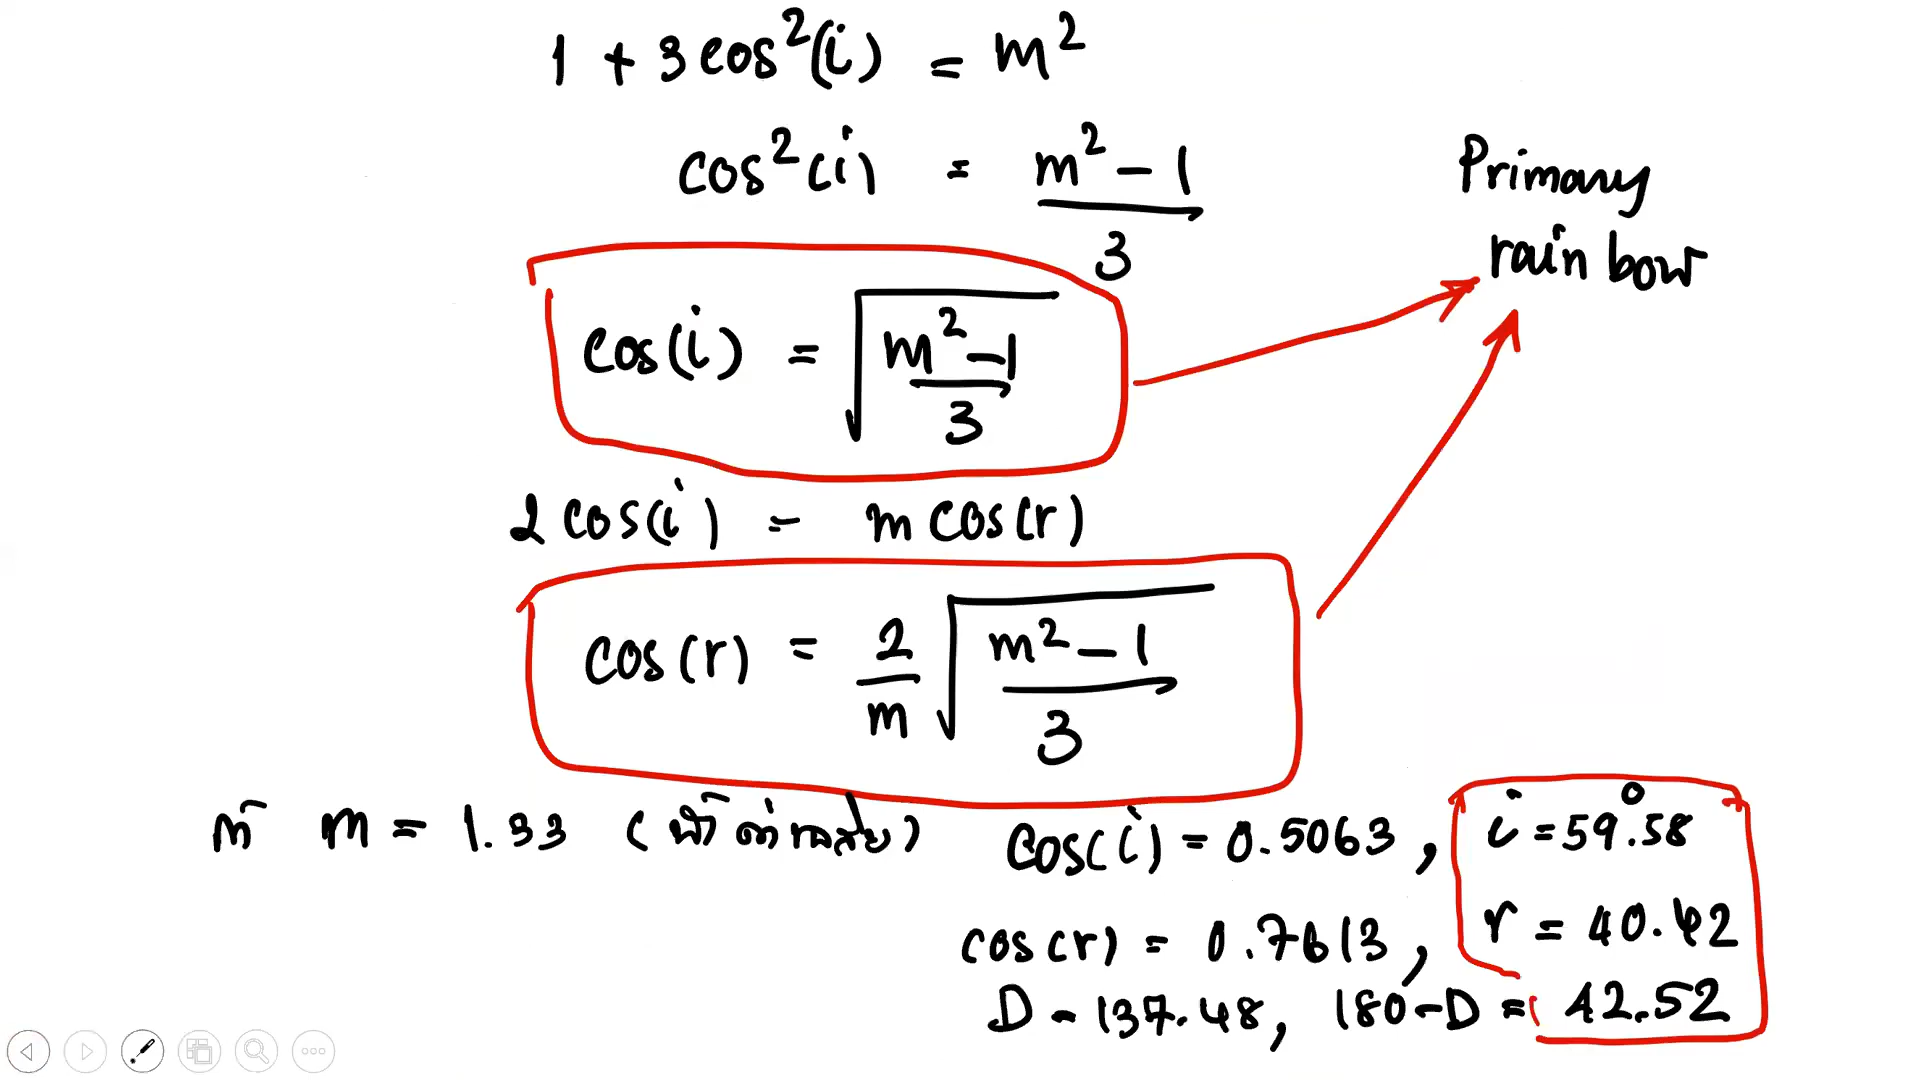 1 + 3cos²(i) = m²
cos²(i) = (m² - 1)/3
Primary
rainbow
cos(i) = √((m² - 1)/3)
2cos(i) = m cos(r)
cos(r) = 2/m √((m² - 1)/3)
m = 1.33 cos(i) = 0.5063, i = 59.58°
cos(r) = 0.7613, r = 40.42
D = 137.48, 180-D = 42.52